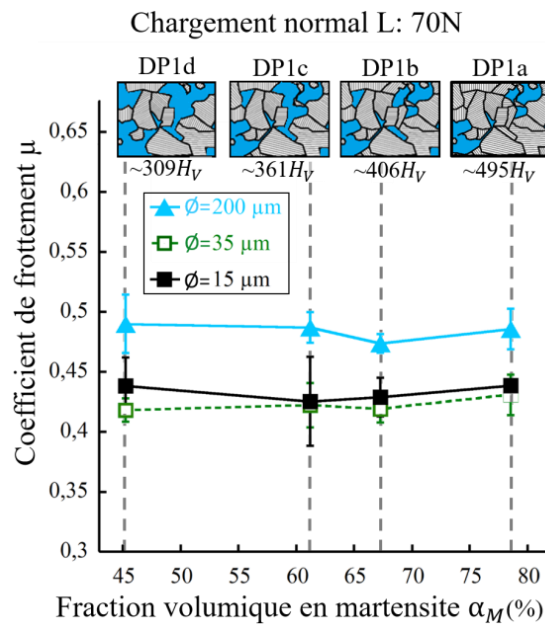 Chargement normal L: 70N
DP1d DP1c DP1b DP1a
~309H_V ~361H_V ~406H_V ~495H_V
Ø=200 µm
Ø=35 µm
Ø=15 µm
Coefficient de frottement µ
0,65
0,6
0,55
0,5
0,45
0,4
0,35
0,3
45 50 55 60 65 70 75 80
Fraction volumique en martensite α_M(%)